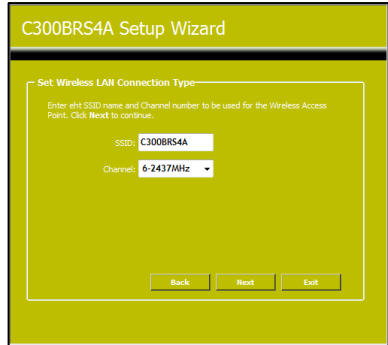 C300BRS4A Setup Wizard
Set Wireless LAN Connection Type
Enter eht SSID name and Channel number to be used for the Wireless Access
Point. Click Next to continue.
SSID: C300BRS4A
Channel: 6-2437MHz
Back Next Exit